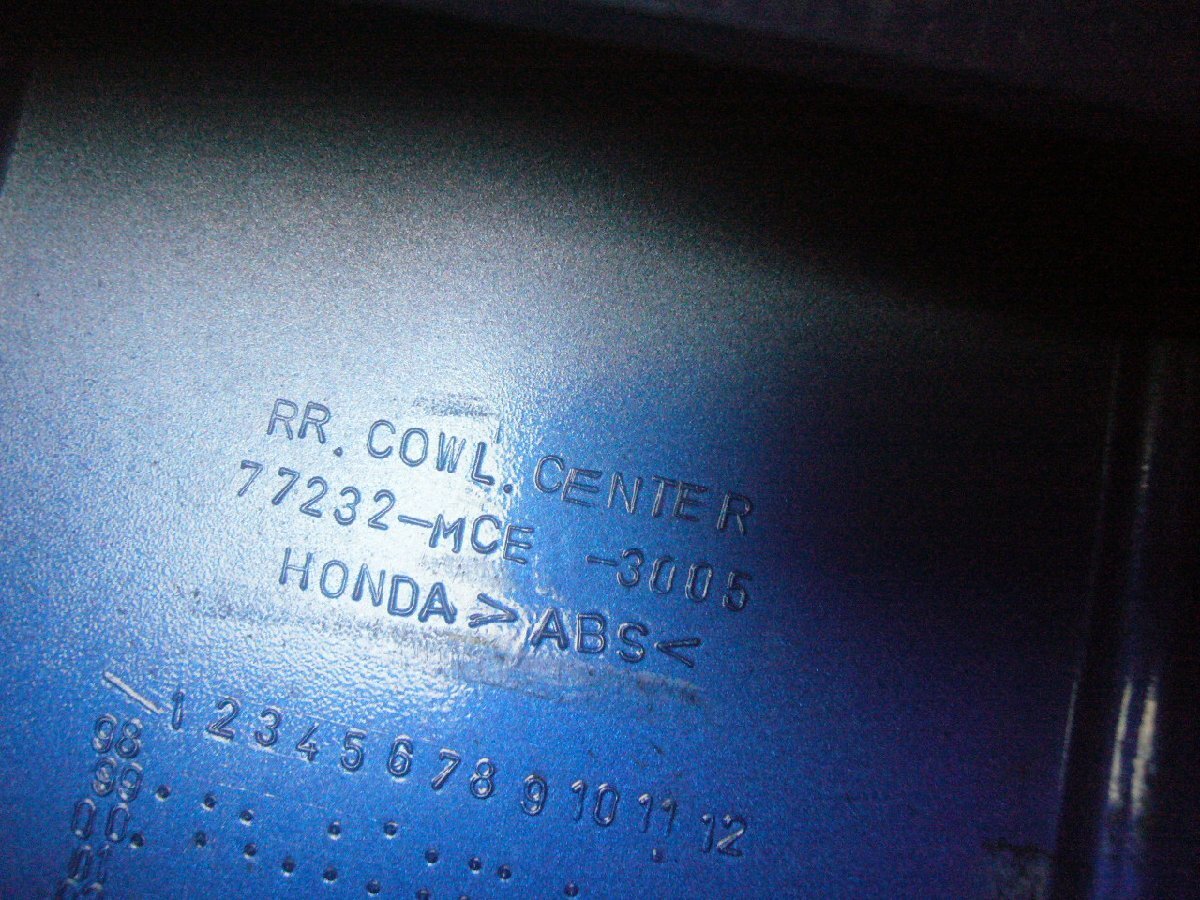 RR. COWL. CENTER
77232-MCE -3005
HONDA >ABS<
1 2 3 4 5 6 7 8 9 10 11 12
98
99
00
01